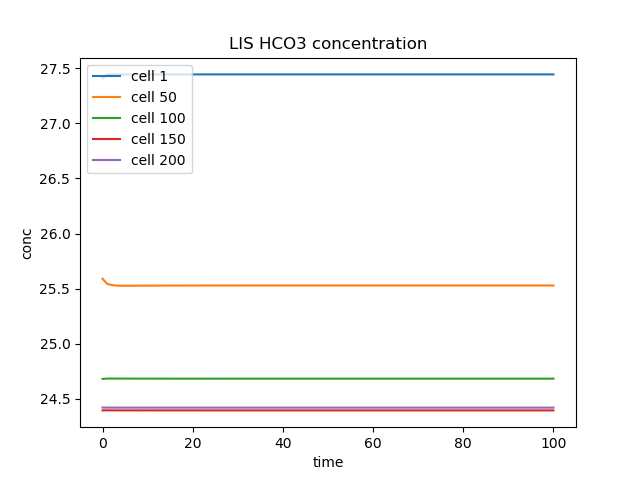 LIS HCO3 concentration
27.5
27.0
26.5
26.0
25.5
25.0
24.5
conc
cell 1
cell 50
cell 100
cell 150
cell 200
0
20
40
60
80
100
time